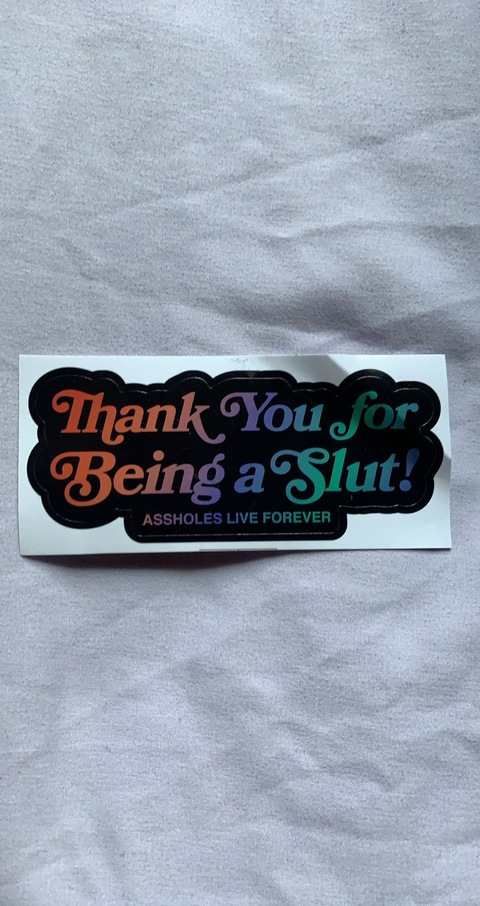 Thank You for
Being a Slut!
ASSHOLES LIVE FOREVER